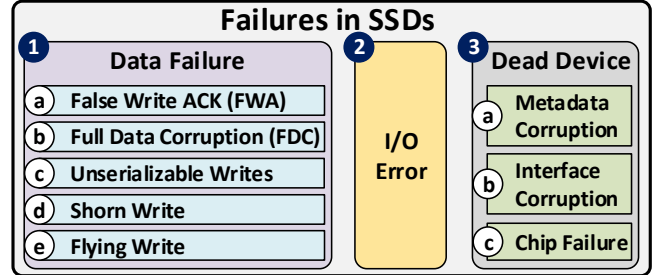 Failures in SSDs
1
Data Failure
a False Write ACK (FWA)
b Full Data Corruption (FDC)
c Unserializable Writes
d Shorn Write
e Flying Write
2
I/O
Error
3
Dead Device
a Metadata
Corruption
b Interface
Corruption
c Chip Failure